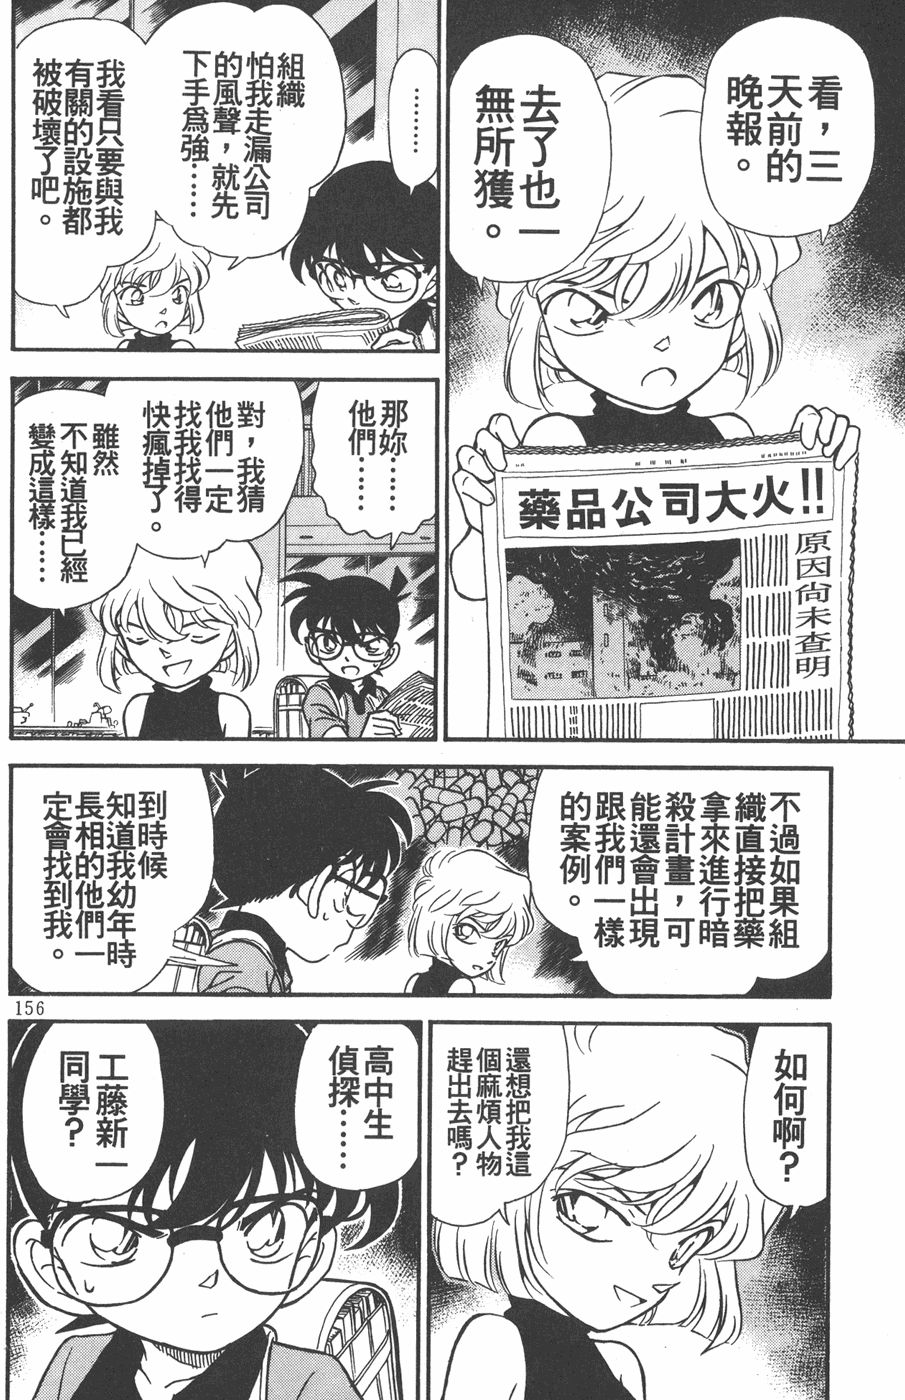 看，三
天前的
晚報。
去了也一
無所獲。
藥品公司大火!!
原因尚未查明
………
組織
怕我走漏公司
的風聲，就先
下手為強……
我看只要與我
有關的設施都
被破壞了吧。
那妳……
他們……
對，我猜
他們一定
找我找得
快瘋掉了。
雖然
不知道我已經
變成這樣……
不過如果組
織直接把藥
拿來進行暗
殺計畫，可
能還會出現
跟我們一樣
的案例。
到時候
知道我幼年時
長相的他們一
定會找到我。
156
如何啊?
還想把我這
個麻煩人物
趕出去嗎?
高中生
偵探……
工藤新一
同學?